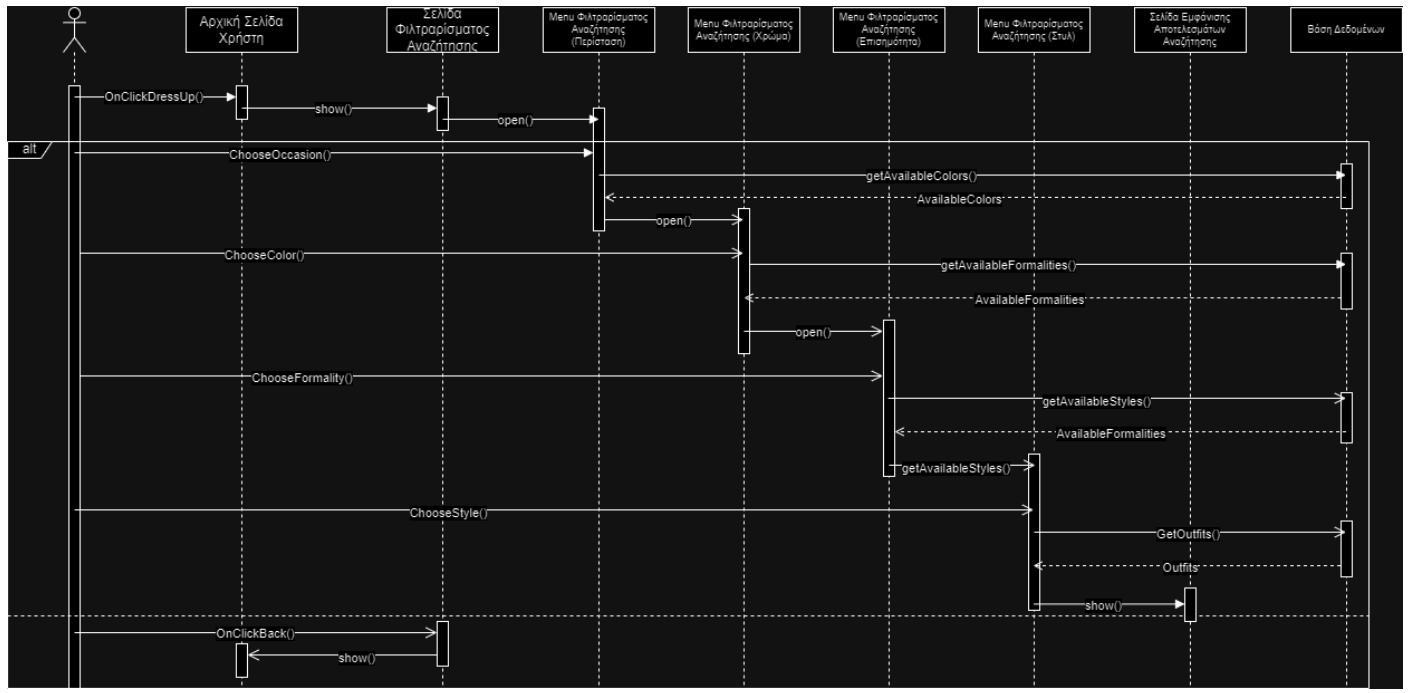 Αρχική Σελίδα
Χρήστη
Σελίδα
Φιλτραρίσματος
Αναζήτησης
Menu Φιλτραρίσματος
Αναζήτησης
(Περίσταση)
Menu Φιλτραρίσματος
Αναζήτησης (Χρώμα)
Menu Φιλτραρίσματος
Αναζήτησης
(Επισημότητα)
Menu Φιλτραρίσματος
Αναζήτησης (Στυλ)
Σελίδα Εμφάνισης
Αποτελεσμάτων
Αναζήτησης
Βάση Δεδομένων
OnClickDressUp()
show()
open()
alt
ChooseOccasion()
getAvailableColors()
AvailableColors
open()
ChooseColor()
getAvailableFormalities()
AvailableFormalities
open()
ChooseFormality()
getAvailableStyles()
AvailableFormalities
getAvailableStyles()
ChooseStyle()
GetOutfits()
Outfits
show()
OnClickBack()
show()